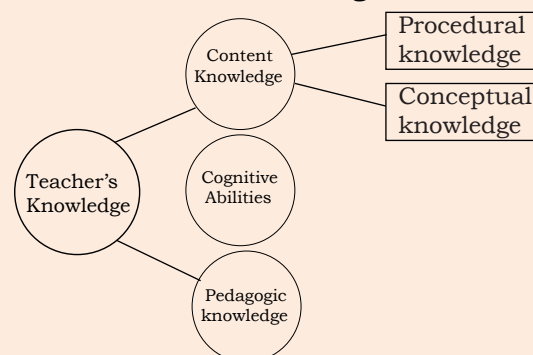 Procedural
knowledge
Content
Knowledge
Conceptual
knowledge
Teacher's
Knowledge
Cognitive
Abilities
Pedagogic
knowledge